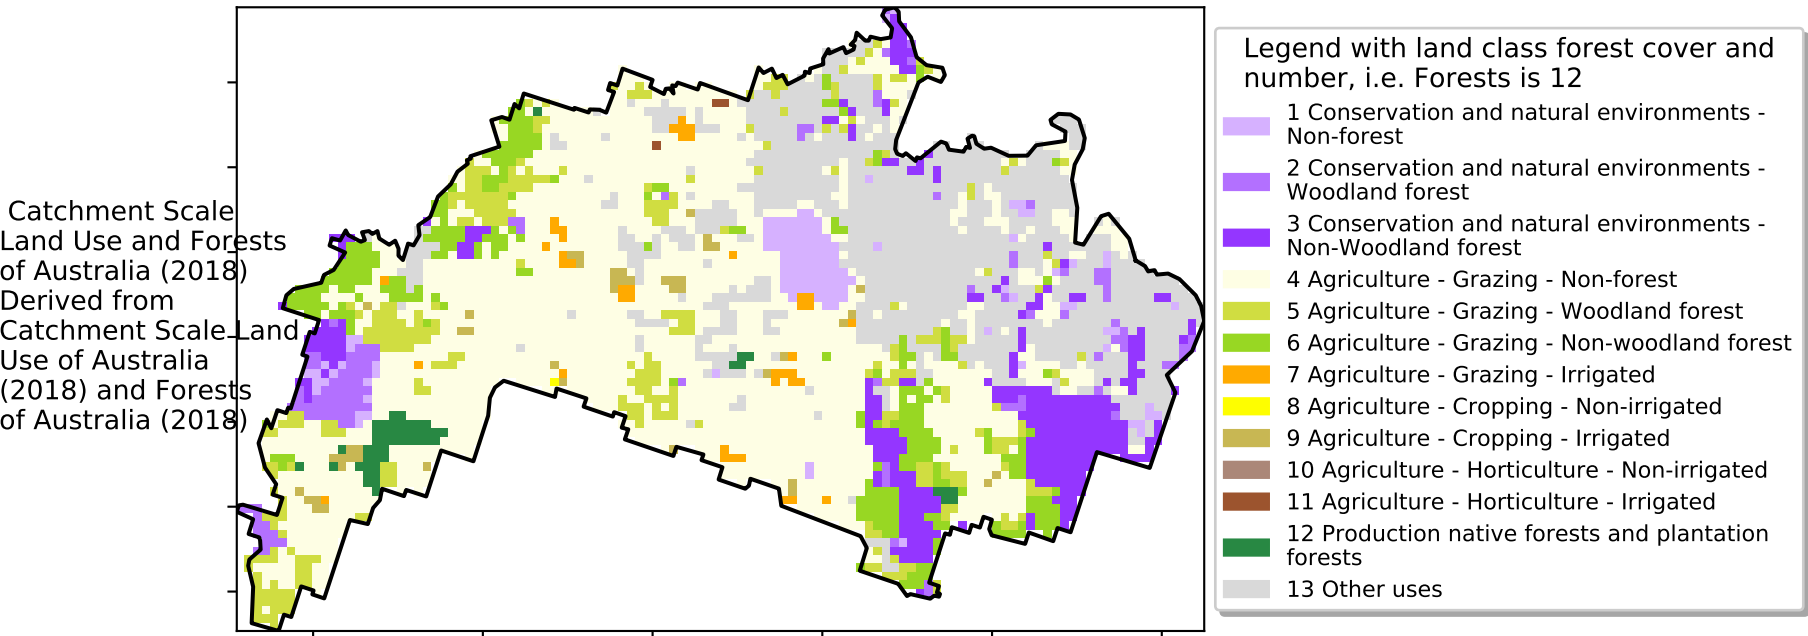 Catchment Scale
Land Use and Forests
of Australia (2018)
Derived from
Catchment Scale Land
Use of Australia
(2018) and Forests
of Australia (2018)
Legend with land class forest cover and
number, i.e. Forests is 12
1 Conservation and natural environments -
Non-forest
2 Conservation and natural environments -
Woodland forest
3 Conservation and natural environments -
Non-Woodland forest
4 Agriculture - Grazing - Non-forest
5 Agriculture - Grazing - Woodland forest
6 Agriculture - Grazing - Non-woodland forest
7 Agriculture - Grazing - Irrigated
8 Agriculture - Cropping - Non-irrigated
9 Agriculture - Cropping - Irrigated
10 Agriculture - Horticulture - Non-irrigated
11 Agriculture - Horticulture - Irrigated
12 Production native forests and plantation
forests
13 Other uses